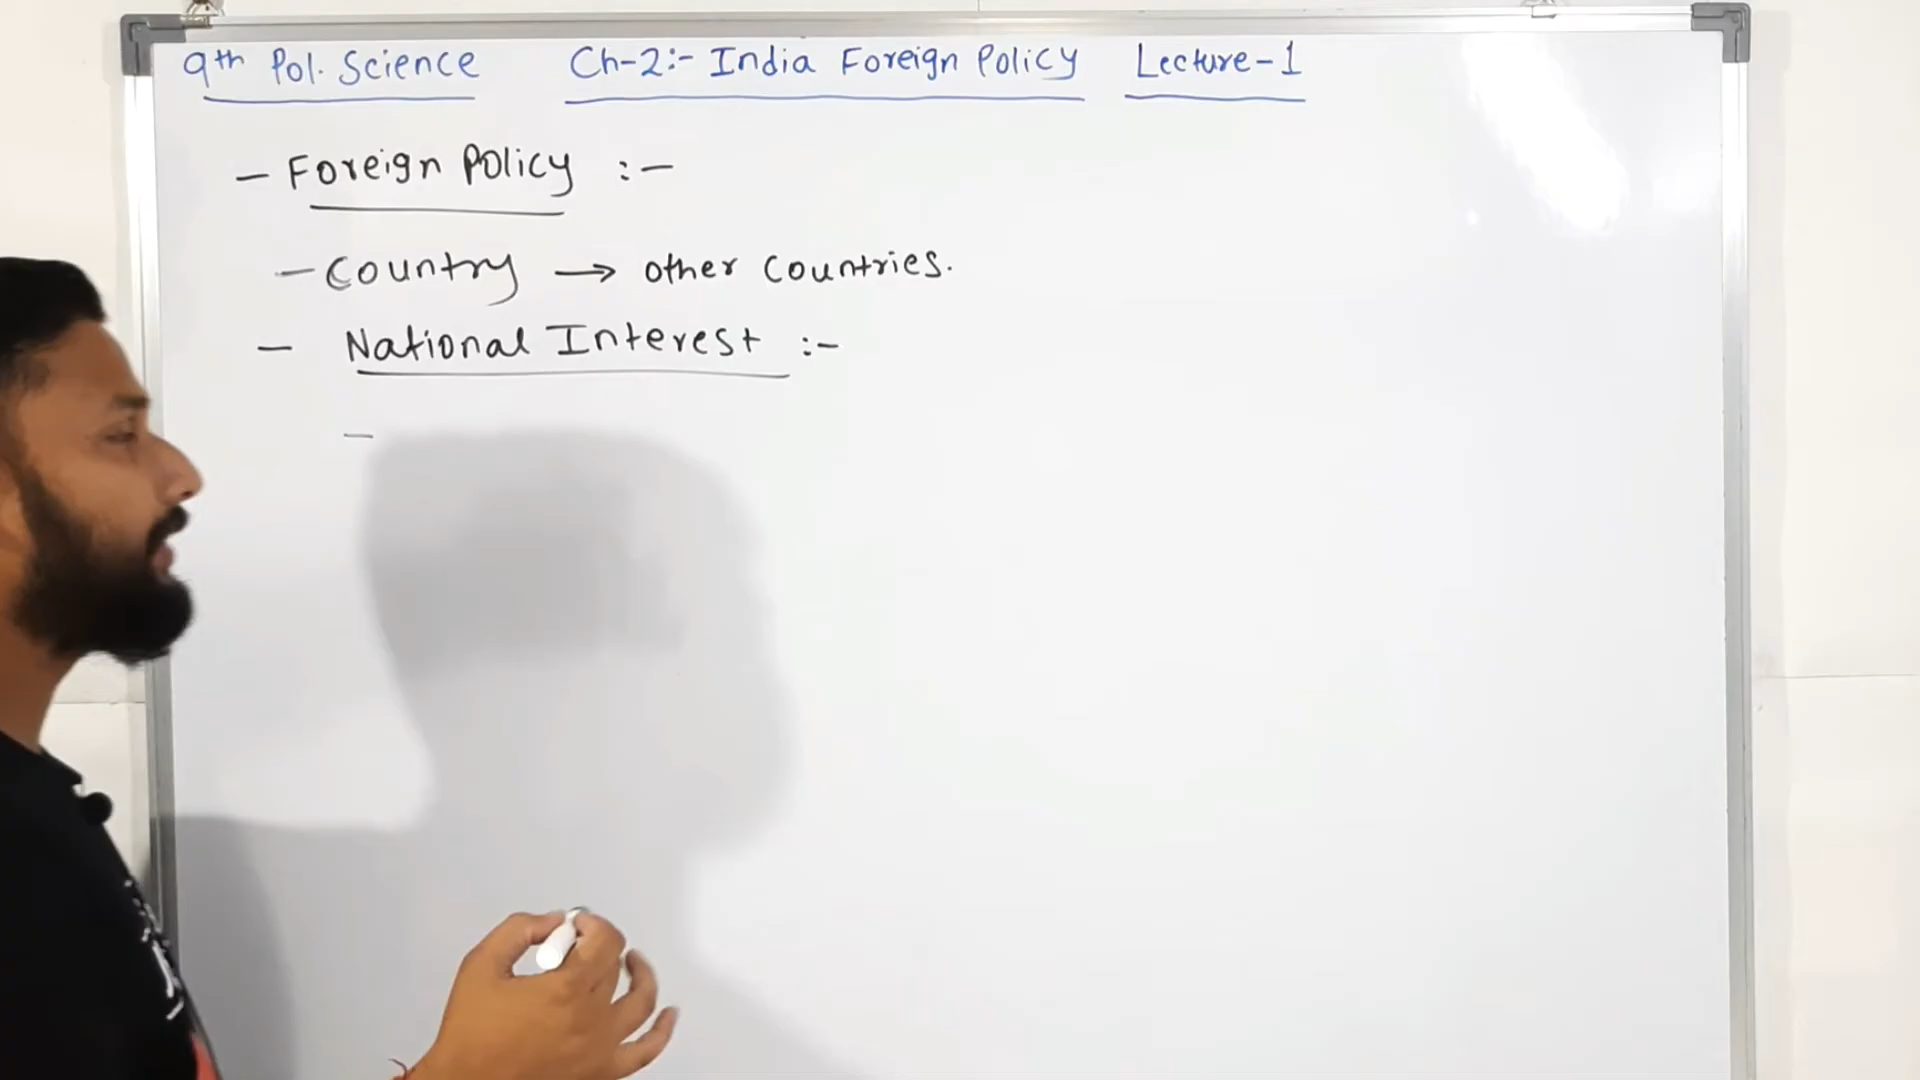 9th Pol. Science Ch-2:- India Foreign Policy Lecture-1
- Foreign Policy :-
- Country → other countries.
- National Interest :-
-